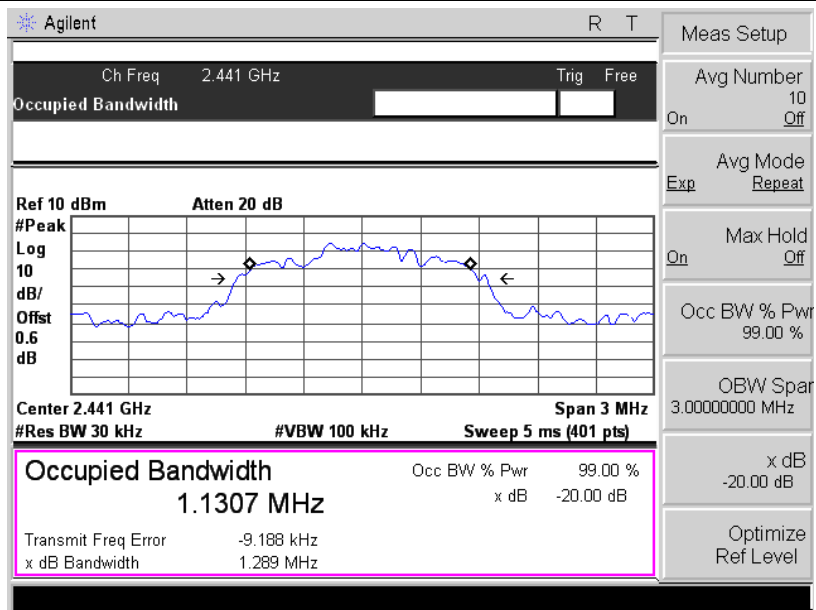 Agilent R T
Ch Freq 2.441 GHz Trig Free
Occupied Bandwidth
Ref 10 dBm Atten 20 dB
#Peak
Log
10
dB/
Offst
0.6
dB
Center 2.441 GHz Span 3 MHz
#Res BW 30 kHz #VBW 100 kHz Sweep 5 ms (401 pts)
Occupied Bandwidth Occ BW % Pwr 99.00 %
1.1307 MHz x dB -20.00 dB
Transmit Freq Error -9.188 kHz
x dB Bandwidth 1.289 MHz
Meas Setup
Avg Number
10
On Off
Avg Mode
Exp Repeat
Max Hold
On Off
Occ BW % Pwr
99.00 %
OBW Span
3.00000000 MHz
x dB
-20.00 dB
Optimize
Ref Level